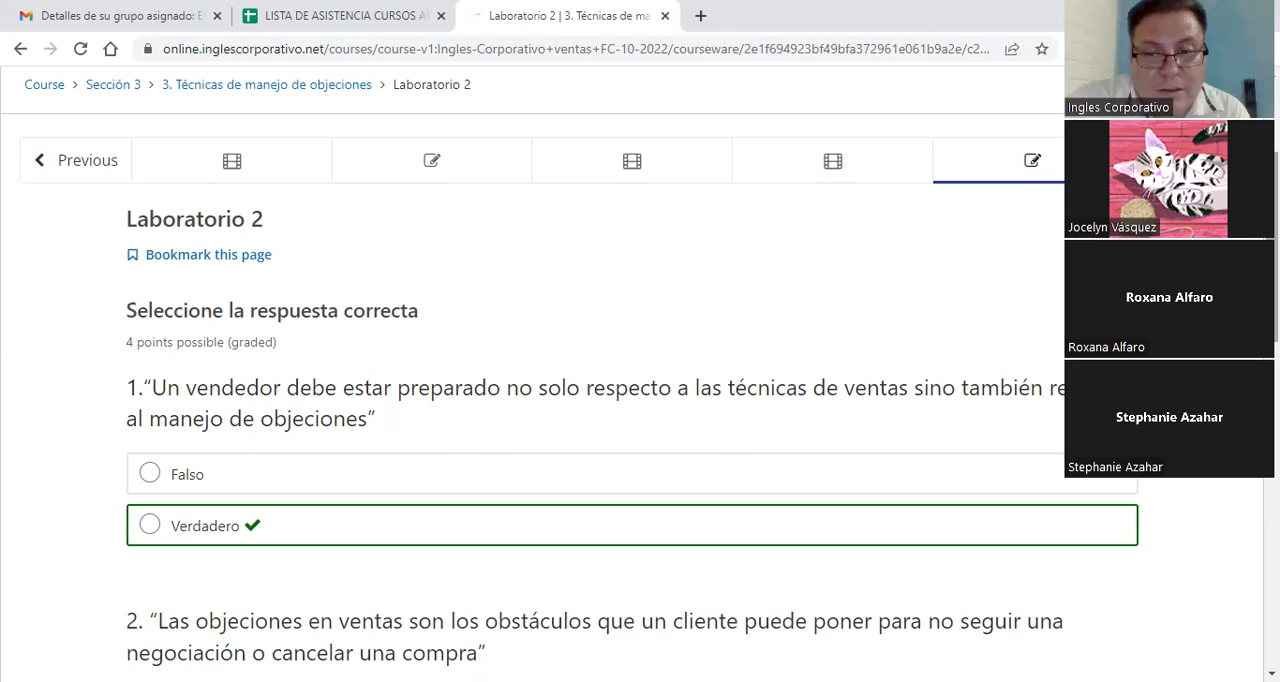 Detalles de su grupo asignado: E
LISTA DE ASISTENCIA CURSOS A
Laboratorio 2 | 3. Técnicas de ma
online.inglescorporativo.net/courses/course-v1:Ingles-Corporativo+ventas+FC-10-2022/courseware/2e1f694923bf49bfa372961e061b9a2e/c2...
Course > Sección 3 > 3. Técnicas de manejo de objeciones > Laboratorio 2
Previous
Laboratorio 2
Bookmark this page
Seleccione la respuesta correcta
4 points possible (graded)
1.“Un vendedor debe estar preparado no solo respecto a las técnicas de ventas sino también re
al manejo de objeciones”
Falso
Verdadero
2. “Las objeciones en ventas son los obstáculos que un cliente puede poner para no seguir una
negociación o cancelar una compra”
Ingles Corporativo
Jocelyn Vásquez
Roxana Alfaro
Roxana Alfaro
Stephanie Azahar
Stephanie Azahar